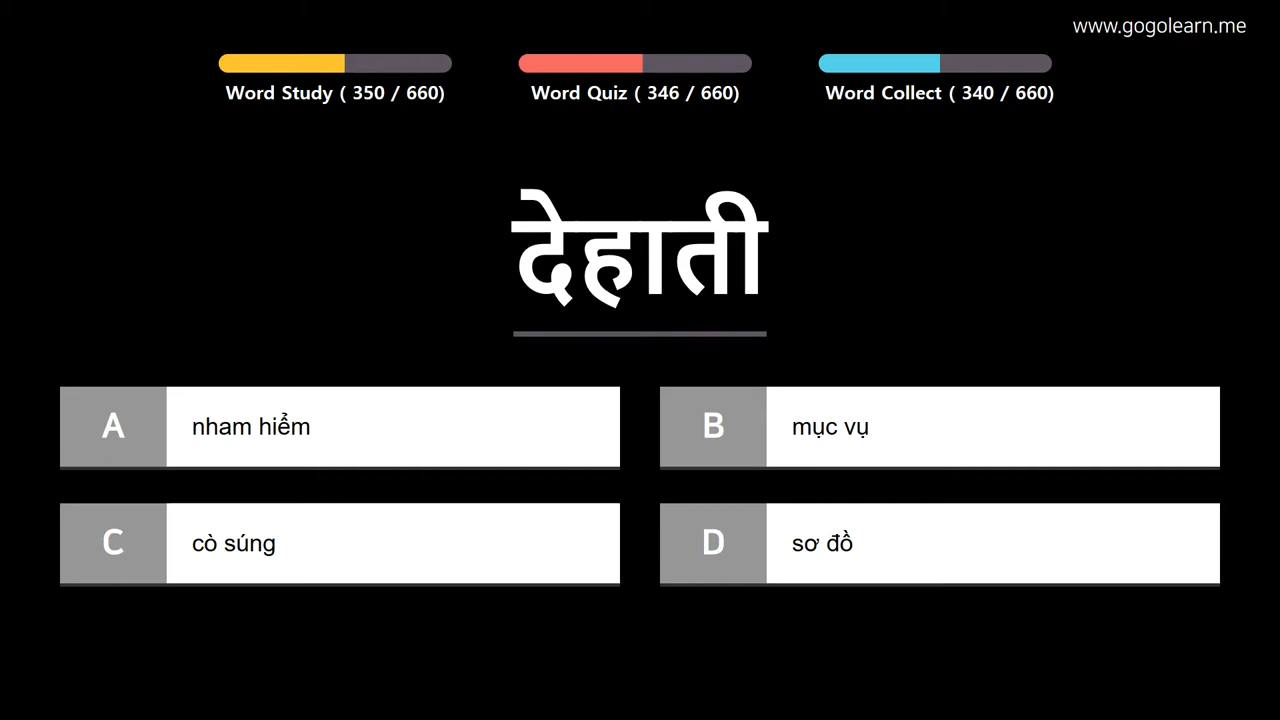 www.gogolearn.me
Word Study ( 350 / 660)
Word Quiz ( 346 / 660)
Word Collect ( 340 / 660)
देहाती
A nham hiểm
B mục vụ
C cò súng
D sơ đồ